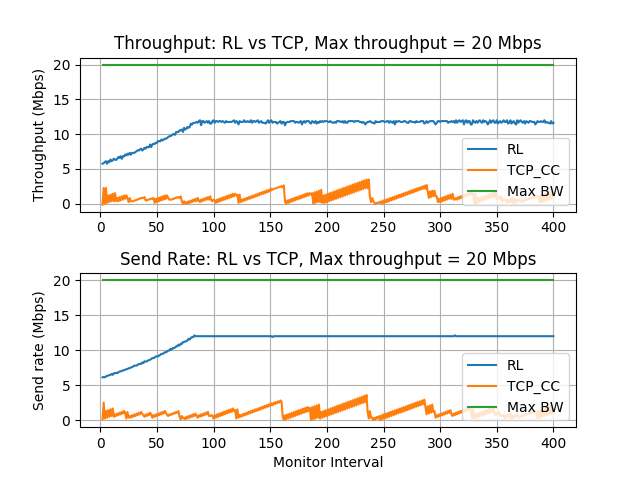 Throughput: RL vs TCP, Max throughput = 20 Mbps
Throughput (Mbps)
20
15
10
5
0
RL
TCP_CC
Max BW
0 50 100 150 200 250 300 350 400
Send Rate: RL vs TCP, Max throughput = 20 Mbps
Send rate (Mbps)
20
15
10
5
0
RL
TCP_CC
Max BW
0 50 100 150 200 250 300 350 400
Monitor Interval